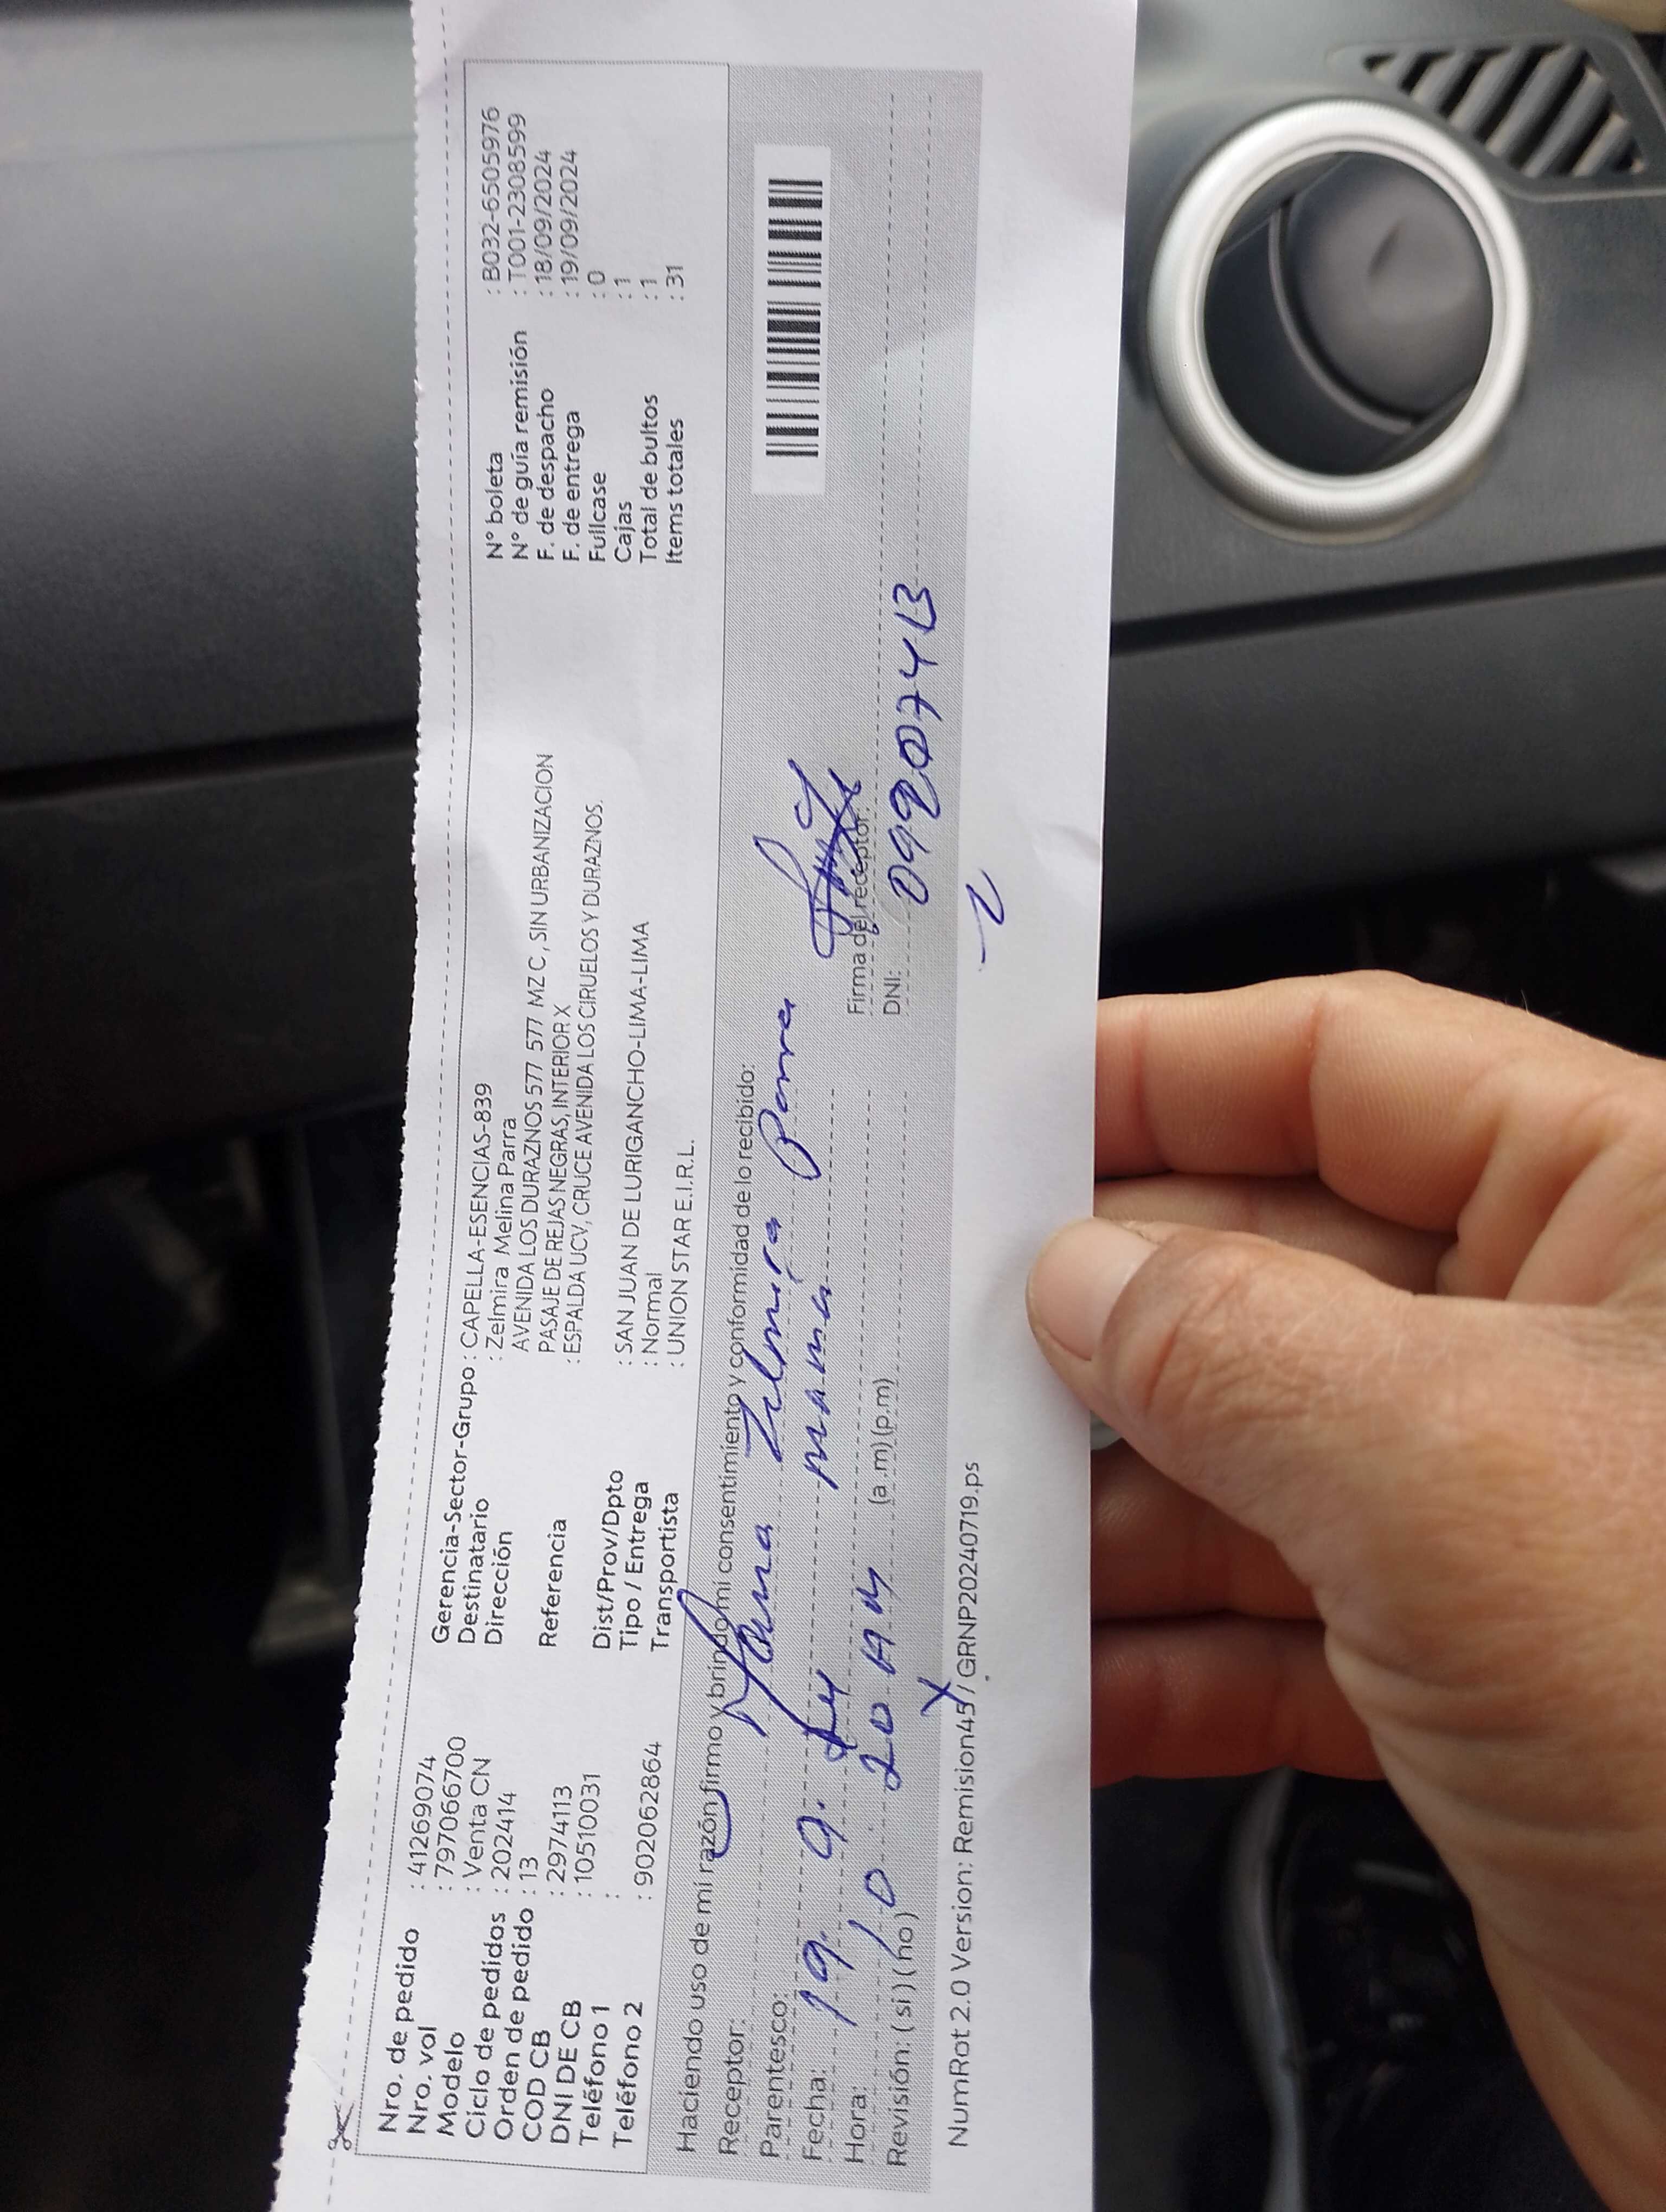 Nro. de pedido : 41269074
Nro. vol : 797066700
Modelo : Venta CN
Ciclo de pedidos : 202414
Orden de pedido : 13
COD CB : 2974113
DNI DE CB : 10510031
Teléfono 1 :
Teléfono 2 : 902062864
Gerencia-Sector-Grupo : CAPELLA-ESENCIAS-839
Destinatario : Zelmira Melina Parra
Dirección AVENIDA LOS DURAZNOS 577 577 MZ C , SIN URBANIZACION
PASAJE DE REJAS NEGRAS, INTERIOR X
Referencia : ESPALDA UCV, CRUCE AVENIDA LOS CIRUELOS Y DURAZNOS.
Dist/Prov/Dpto : SAN JUAN DE LURIGANCHO-LIMA-LIMA
Tipo / Entrega : Normal
Transportista : UNION STAR E.I.R.L.
N° boleta : B032-6505976
N° de guía remisión : T001-2308599
F. de despacho : 18/09/2024
F. de entrega : 19/09/2024
Fullcase : 0
Cajas : 1
Total de bultos : 1
Items totales : 31
Haciendo uso de mi razón firmo y brindo mi consentimiento y conformidad de lo recibido:
Receptor: Zelmira Parra
Parentesco: mamá
Fecha: 19. 9. 24
Hora: 10 20 AM (a.m) (p.m)
Revisión: ( si ) ( no ) X
Firma del receptor:
DNI: 099207413
NumRot 2.0 Version: Remision45 / GRNP20240719.ps